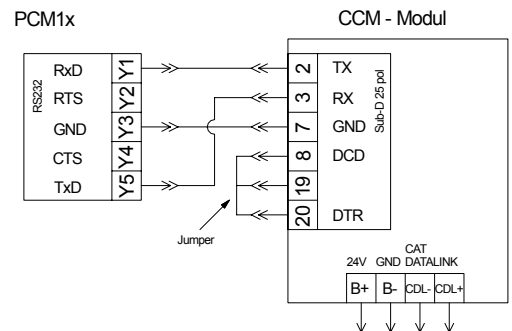 PCM1x
CCM - Modul
RS232
RxD Y1
RTS Y2
GND Y3
CTS Y4
TxD Y5
2 TX
3 RX
7 GND
8 DCD
19
20 DTR
Sub-D 25 pol
Jumper
CAT
24V GND DATALINK
B+ B- CDL- CDL+